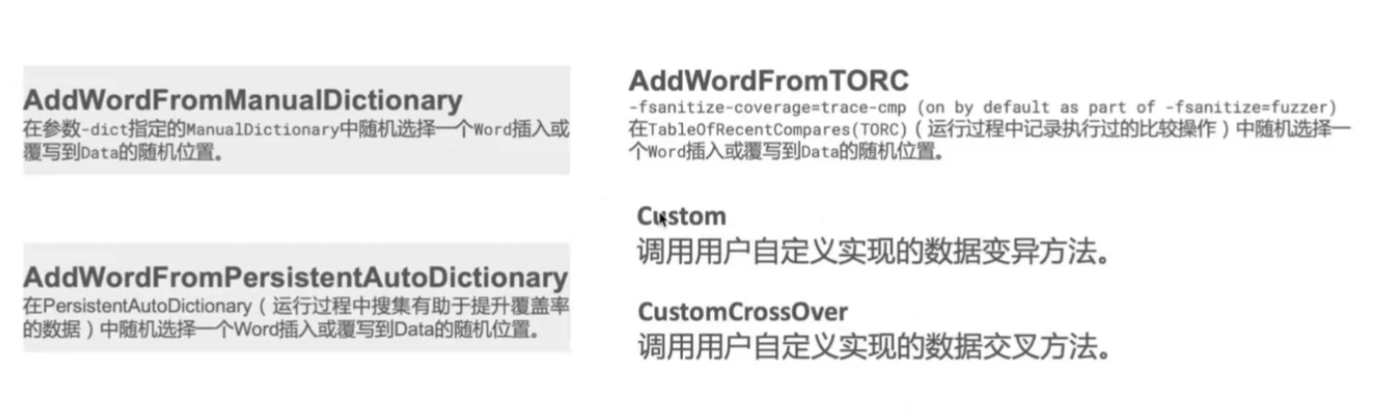 AddWordFromManualDictionary
在参数-dict指定的ManualDictionary中随机选择一个Word插入或
覆写到Data的随机位置。
AddWordFromPersistentAutoDictionary
在PersistentAutoDictionary（运行过程中搜集有助于提升覆盖率
的数据）中随机选择一个Word插入或覆写到Data的随机位置。
AddWordFromTORC
-fsanitize-coverage=trace-cmp (on by default as part of -fsanitize=fuzzer)
在TableOfRecentCompares(TORC)（运行过程中记录执行过的比较操作）中随机选择一
个Word插入或覆写到Data的随机位置。
Custom
调用用户自定义实现的数据变异方法。
CustomCrossOver
调用用户自定义实现的数据交叉方法。